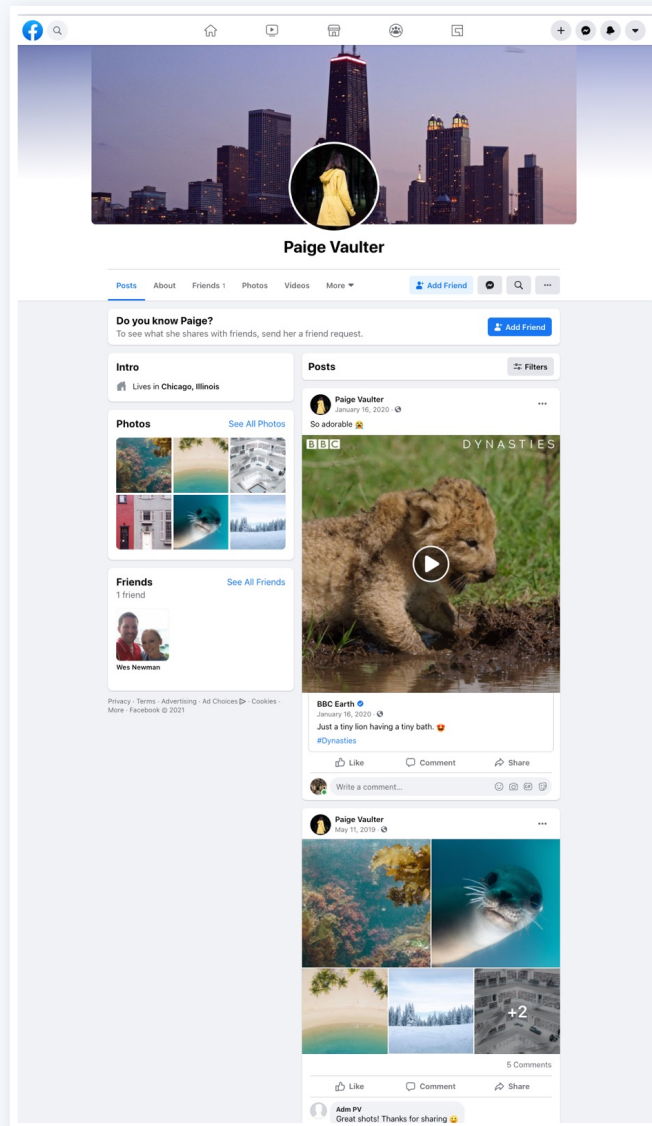 Paige Vaulter
Posts About Friends 1 Photos Videos More Add Friend
Do you know Paige?
To see what she shares with friends, send her a friend request.
Add Friend
Intro
Lives in Chicago, Illinois
Photos See All Photos
Friends See All Friends
1 friend
Wes Newman
Privacy · Terms · Advertising · Ad Choices · Cookies ·
More · Facebook © 2021
Posts Filters
Paige Vaulter
January 16, 2020 ·
So adorable 😭
BBC DYNASTIES
BBC Earth
January 16, 2020 ·
Just a tiny lion having a tiny bath. 😍
#Dynasties
Like Comment Share
Write a comment...
Paige Vaulter
May 11, 2019 ·
+2
5 Comments
Like Comment Share
Adm PV
Great shots! Thanks for sharing 😀